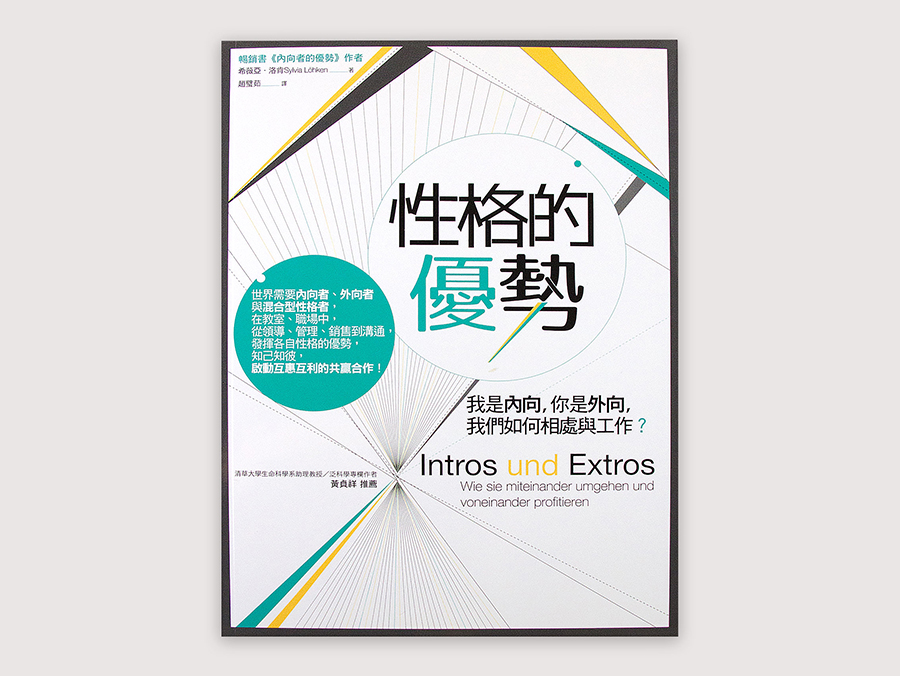 暢銷書《內向者的優勢》作者
希薇亞．洛肯Sylvia Löhken 著
趙瑩茹 譯
性格的
優勢
世界需要內向者、外向者
與混合型性格者，
在教室、職場中，
從領導、管理、銷售到溝通，
發揮各自性格的優勢，
知己知彼，
啟動互惠互利的共贏合作！
我是內向，你是外向，
我們如何相處與工作？
Intros und Extros
Wie sie miteinander umgehen und
voneinander profitieren
清華大學生命科學系助理教授／泛科學專欄作者
黃貞祥 推薦